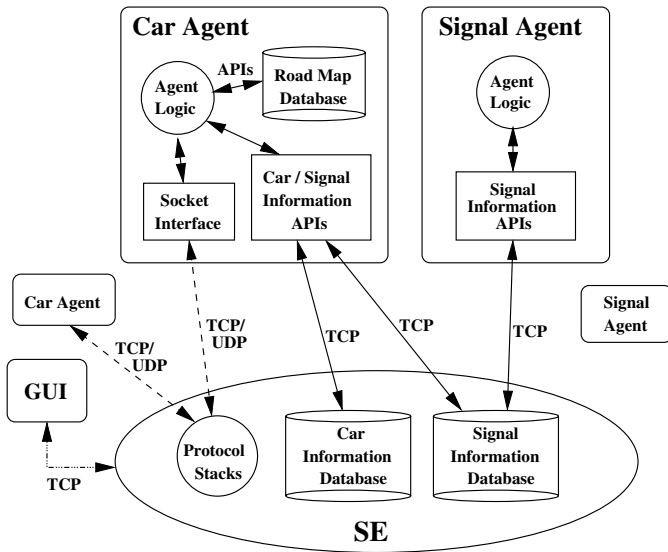 Car Agent
Signal Agent
APIs
Agent
Logic
Road Map
Database
Agent
Logic
Socket
Interface
Car / Signal
Information
APIs
Signal
Information APIs
Car Agent
Signal
Agent
TCP/
UDP
TCP/
UDP
TCP
TCP
TCP
GUI
TCP
Protocol
Stacks
Car
Information
Database
Signal
Information
Database
SE